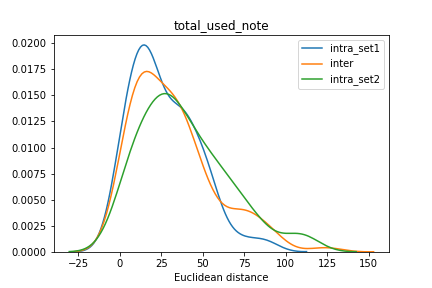 total_used_note
intra_set1
inter
intra_set2
0.0200
0.0175
0.0150
0.0125
0.0100
0.0075
0.0050
0.0025
0.0000
−25 0 25 50 75 100 125 150
Euclidean distance